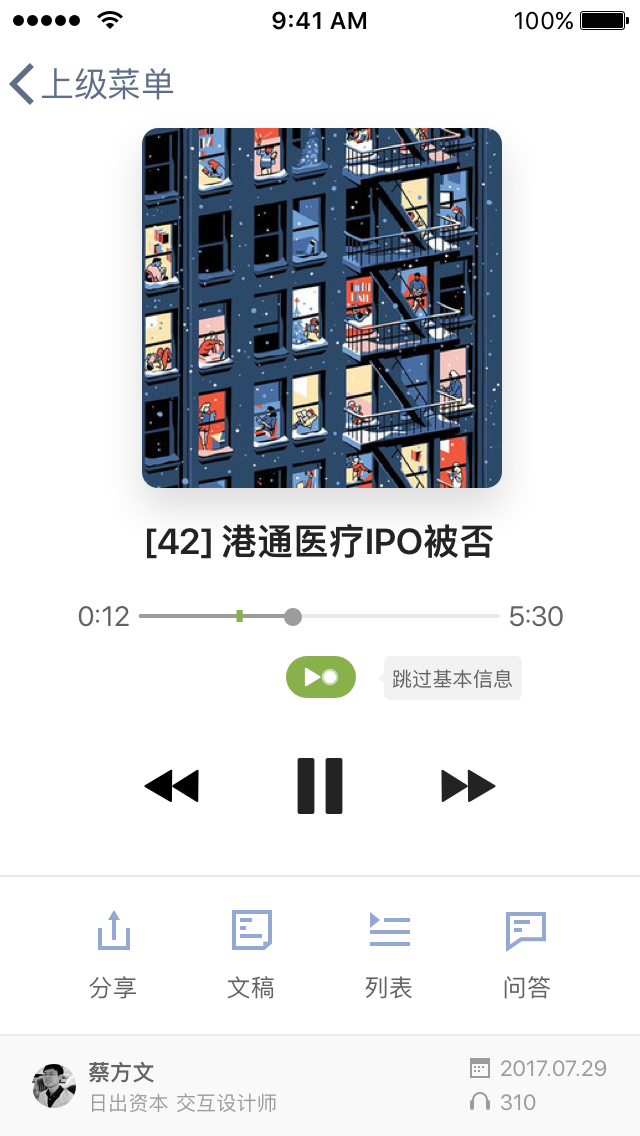 9:41 AM
100%
上级菜单
[42] 港通医疗IPO被否
0:12
5:30
跳过基本信息
分享
文稿
列表
问答
蔡方文
2017.07.29
日出资本 交互设计师
310